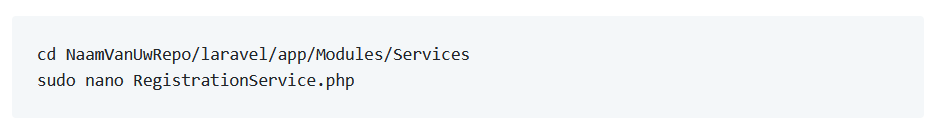 cd NaamVanUwRepo/laravel/app/Modules/Services
sudo nano RegistrationService.php